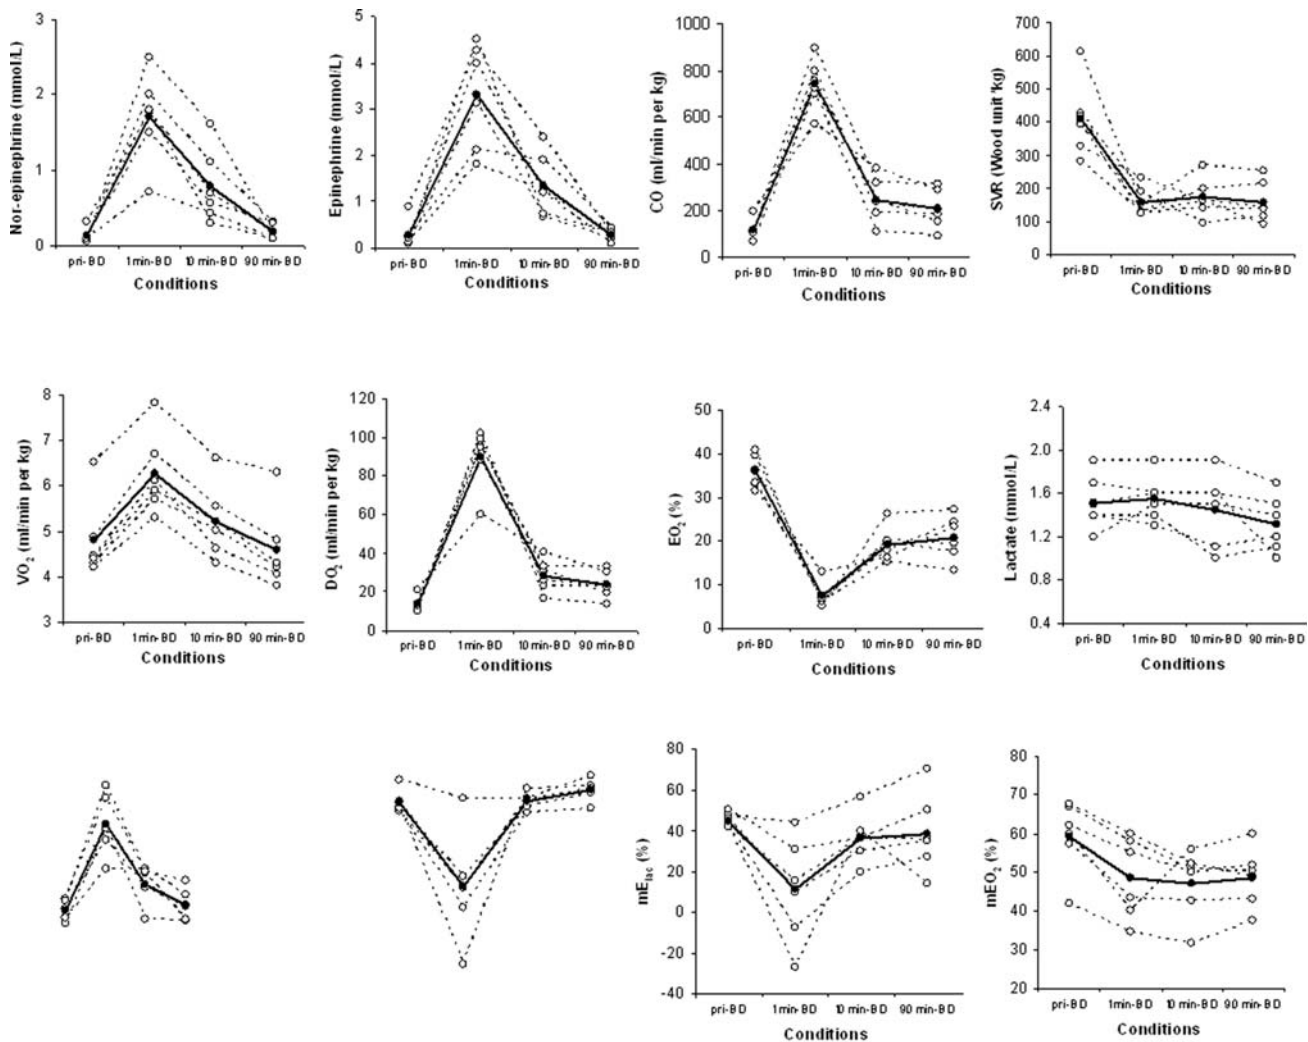 Nor-epinephrine (mmol/L)
3
2
1
0
pri-BD 1min-BD 10 min-BD 90 min-BD
Conditions
Epinephrine (mmol/L)
5
4
3
2
1
0
pri-BD 1min-BD 10 min-BD 90 min-BD
Conditions
CO (ml/min per kg)
1000
800
600
400
200
0
pri-BD 1min-BD 10 min-BD 90 min-BD
Conditions
SVR (Wood unit*kg)
700
600
500
400
300
200
100
0
pri-BD 1min-BD 10 min-BD 90 min-BD
Conditions
VO2 (ml/min per kg)
8
7
6
5
4
3
pri-BD 1min-BD 10 min-BD 90 min-BD
Conditions
DO2 (ml/min per kg)
120
100
80
60
40
20
0
pri-BD 1min-BD 10 min-BD 90 min-BD
Conditions
EO2 (%)
50
40
30
20
10
0
pri-BD 1min-BD 10 min-BD 90 min-BD
Conditions
Lactate (mmol/L)
2.4
2.0
1.6
1.2
0.8
0.4
pri-BD 1min-BD 10 min-BD 90 min-BD
Conditions
mElac (%)
80
60
40
20
0
-20
-40
pri-BD 1min-BD 10 min-BD 90 min-BD
Conditions
mEO2 (%)
80
70
60
50
40
30
20
pri-BD 1min-BD 10 min-BD 90 min-BD
Conditions